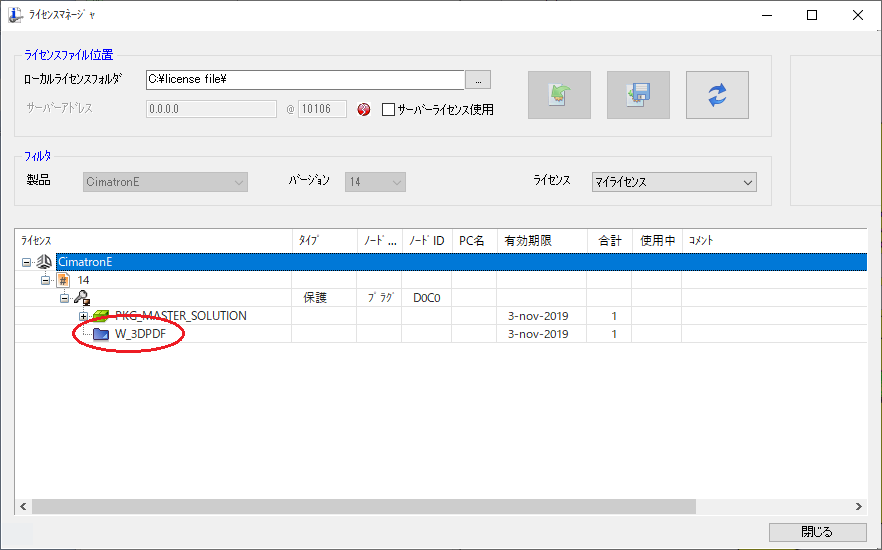 ライセンスマネージャ
ライセンスファイル位置
ローカルライセンスフォルダ C:¥license file¥ ...
サーバーアドレス 0.0.0.0 @ 10106 サーバーライセンス使用
フィルタ
製品 CimatronE バージョン 14 ライセンス マイライセンス
ライセンス タイプ ノード ... ノード ID PC名 有効期限 合計 使用中 コメント
CimatronE
14
保護 プラグ D0C0
PKG_MASTER_SOLUTION 3-nov-2019 1
W_3DPDF 3-nov-2019 1
閉じる